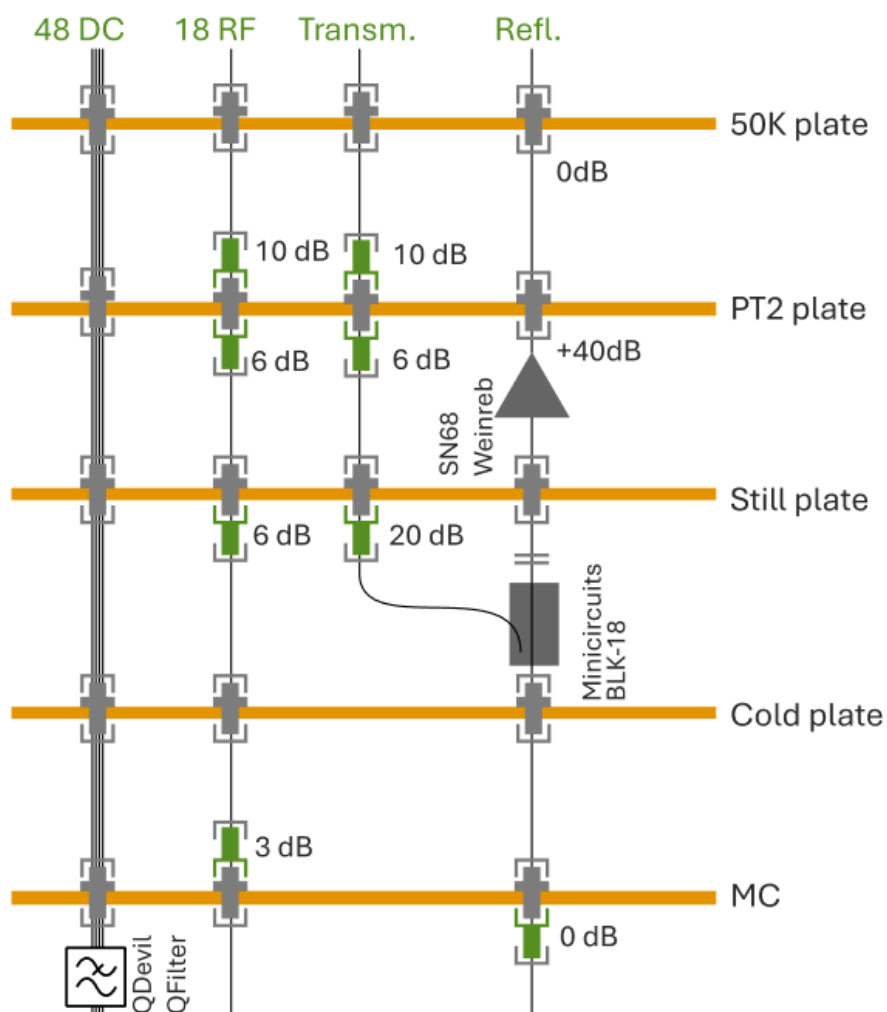 48 DC
18 RF
Transm.
Refl.
50K plate
0dB
10 dB
10 dB
PT2 plate
6 dB
6 dB
+40dB
SN68
Weinreb
Still plate
6 dB
20 dB
Minicircuits
BLK-18
Cold plate
3 dB
MC
0 dB
QDevil
QFilter